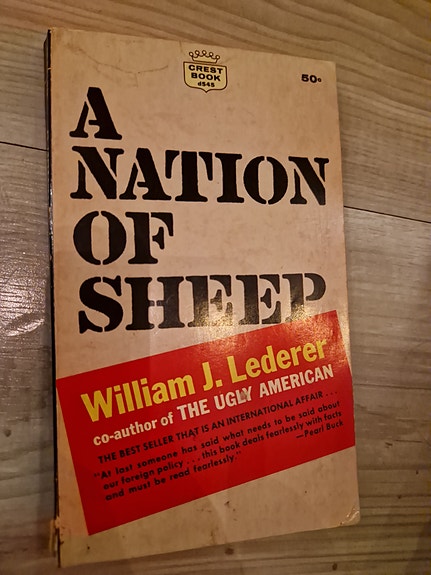 CREST
BOOK
d545
50¢
A
NATION
OF
SHEEP
William J. Lederer
co-author of THE UGLY AMERICAN
THE BEST SELLER THAT IS AN INTERNATIONAL AFFAIR . . .
"At last someone has said what needs to be said about
our foreign policy . . . this book deals fearlessly with facts
and must be read fearlessly."
—Pearl Buck